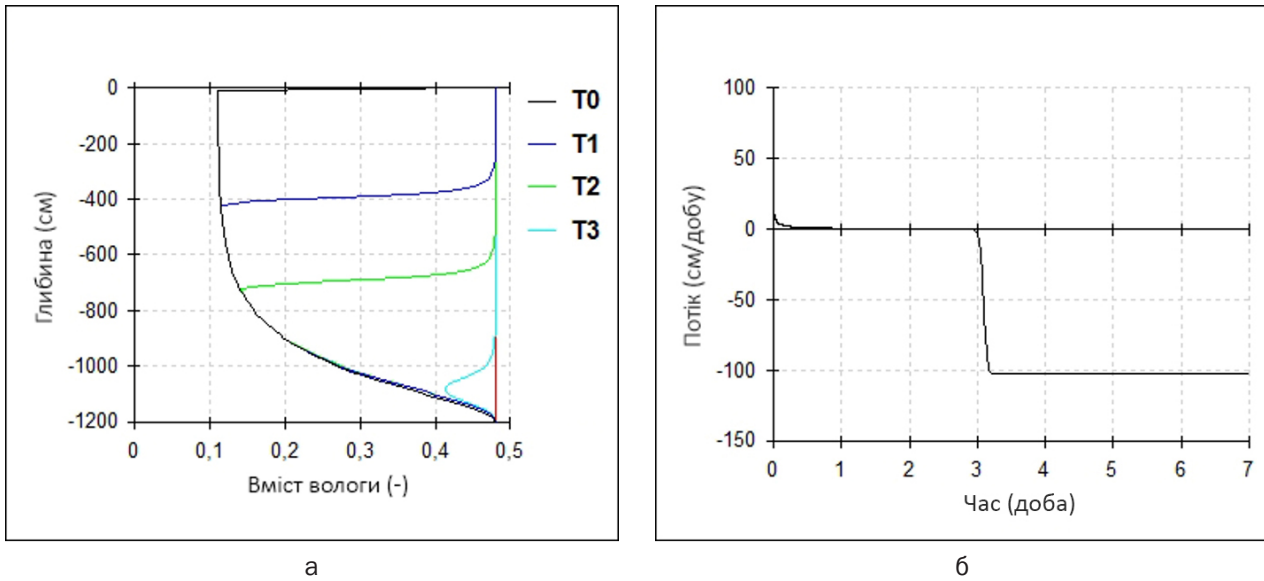 0
-200
-400
-600
-800
-1000
-1200
0 0,1 0,2 0,3 0,4 0,5
Глибина (см)
Вміст вологи (-)
T0
T1
T2
T3
а
100
50
0
-50
-100
-150
0 1 2 3 4 5 6 7
Потік (см/добу)
Час (доба)
б